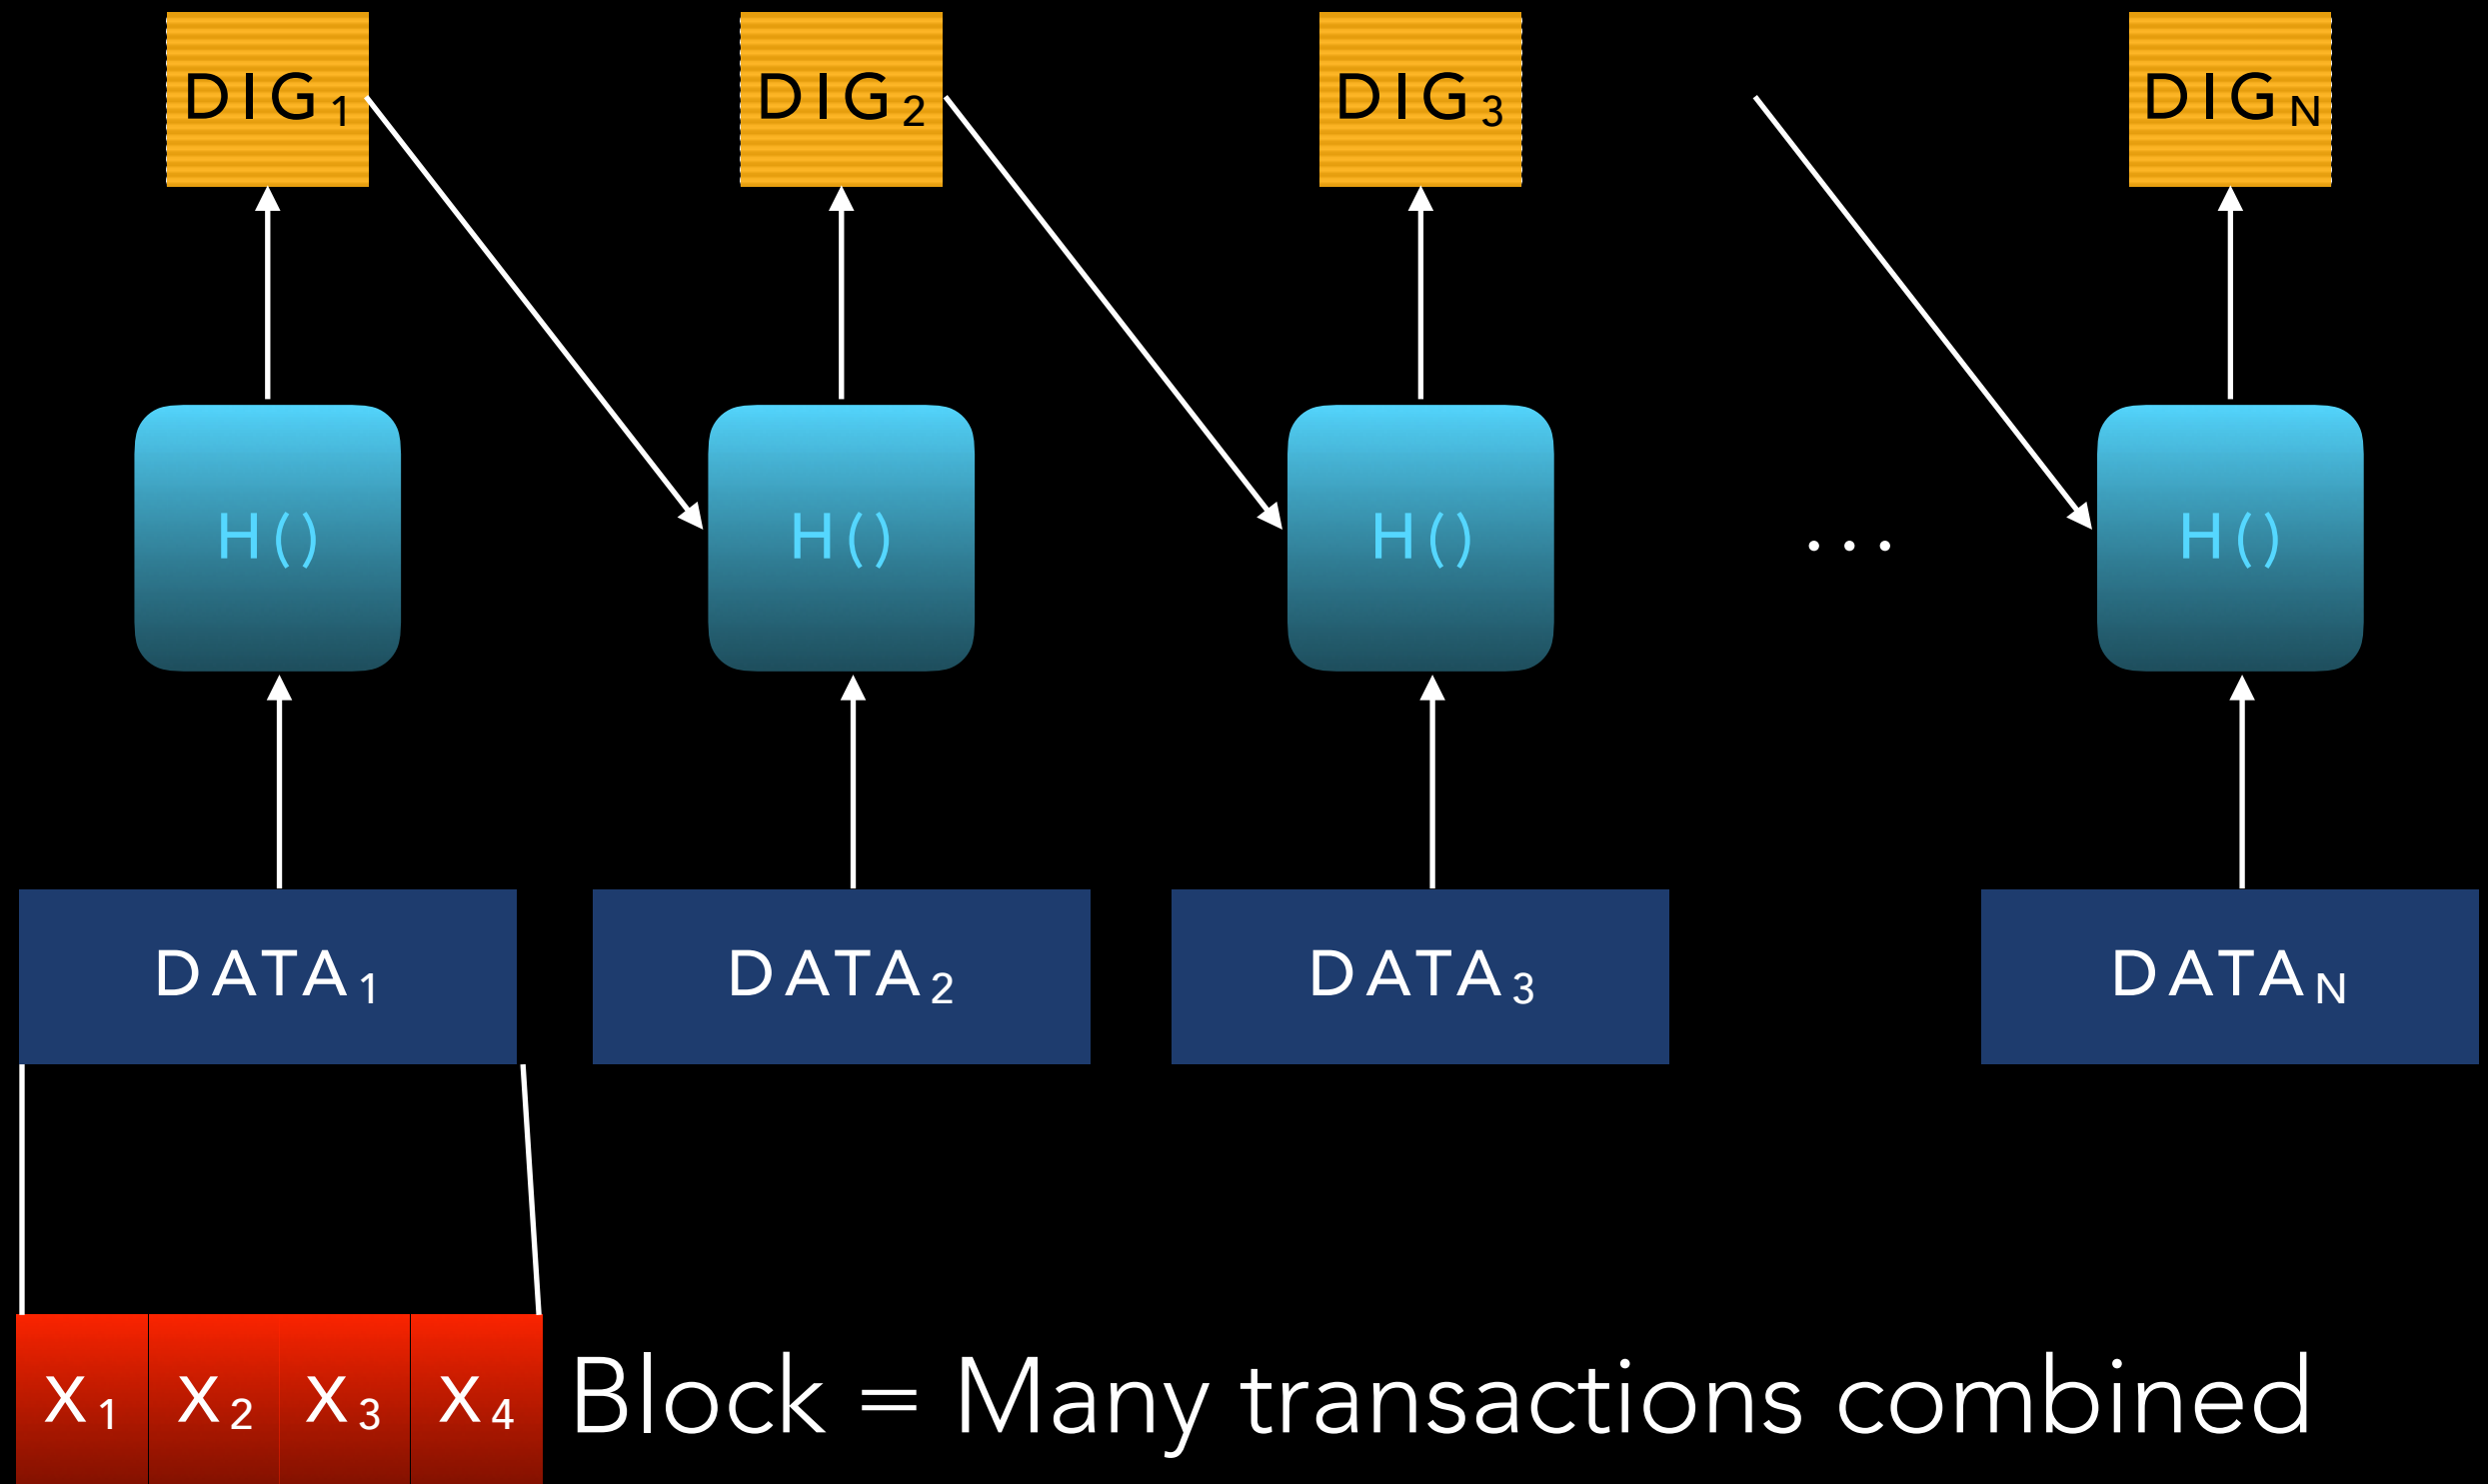 DIG₁ DIG₂ DIG₃ DIGN
H() H() H() ... H()
DATA₁ DATA₂ DATA₃ DATAN
X₁ X₂ X₃ X₄ Block = Many transactions combined